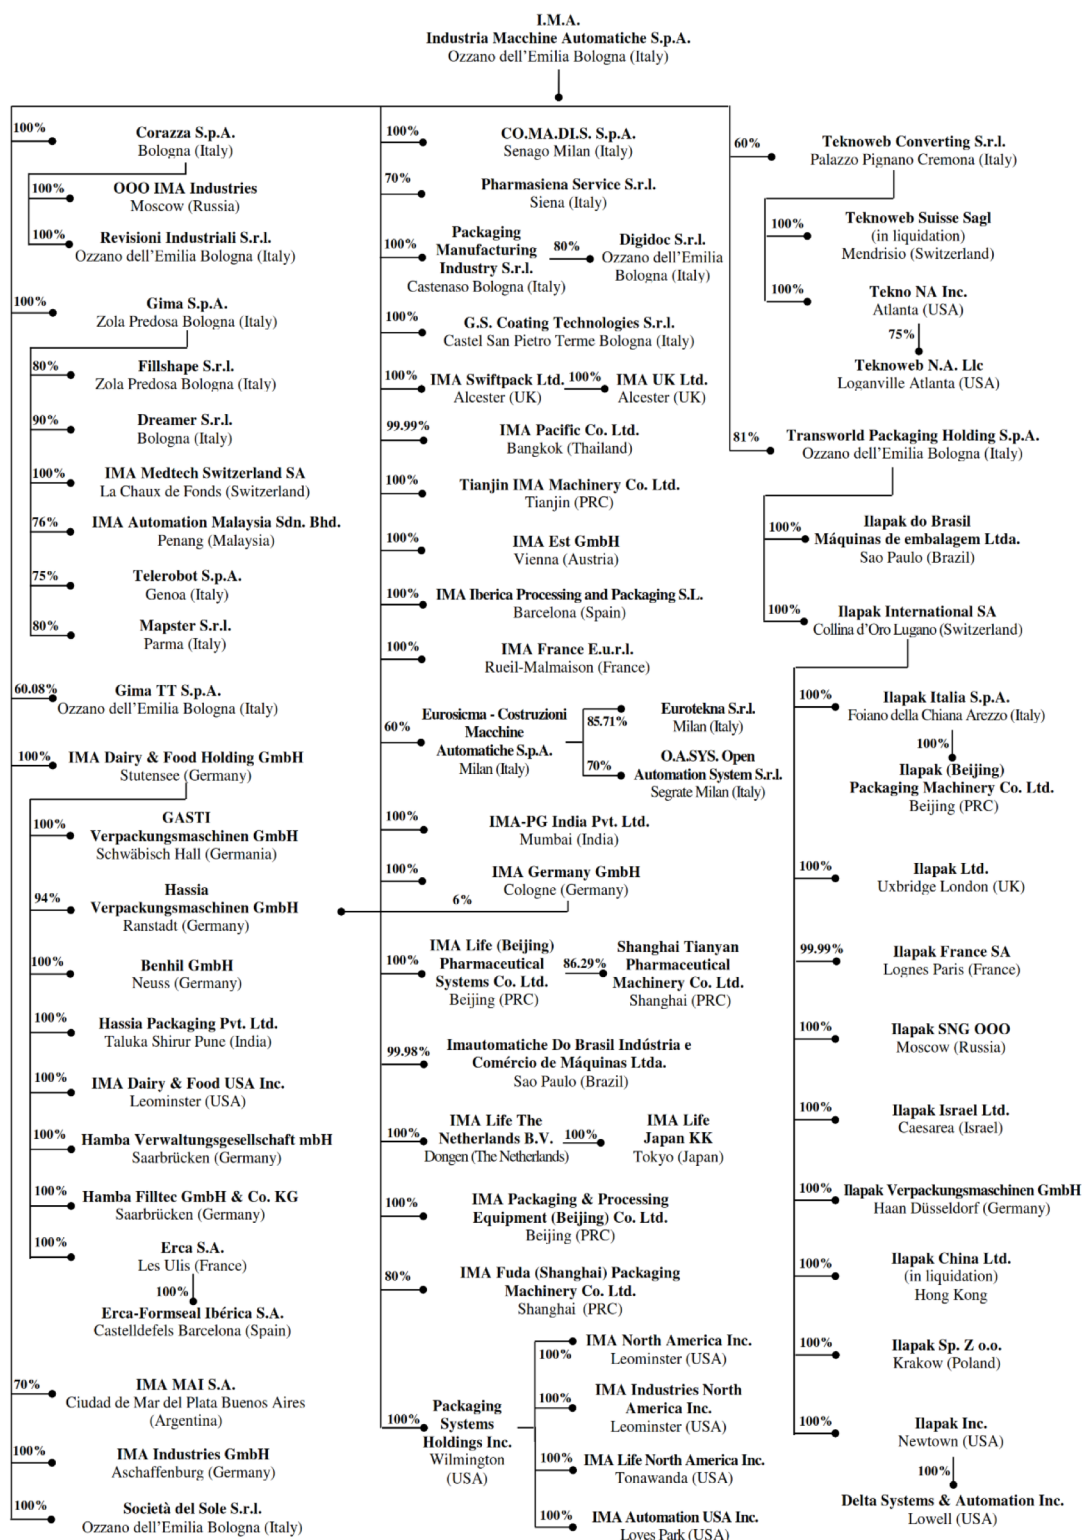 I.M.A.
Industria Macchine Automatiche S.p.A.
Ozzano dell'Emilia Bologna (Italy)
100%
Corazza S.p.A.
Bologna (Italy)
100%
OOO IMA Industries
Moscow (Russia)
100%
Revisioni Industriali S.r.l.
Ozzano dell'Emilia Bologna (Italy)
100%
Gima S.p.A.
Zola Predosa Bologna (Italy)
80%
Fillshape S.r.l.
Zola Predosa Bologna (Italy)
90%
Dreamer S.r.l.
Bologna (Italy)
100%
IMA Medtech Switzerland SA
La Chaux de Fonds (Switzerland)
76%
IMA Automation Malaysia Sdn. Bhd.
Penang (Malaysia)
75%
Telerobot S.p.A.
Genoa (Italy)
80%
Mapster S.r.l.
Parma (Italy)
60.08%
Gima TT S.p.A.
Ozzano dell'Emilia Bologna (Italy)
100%
IMA Dairy & Food Holding GmbH
Stutensee (Germany)
100%
GASTI
Verpackungsmaschinen GmbH
Schwäbisch Hall (Germania)
94%
Hassia
Verpackungsmaschinen GmbH
Ranstadt (Germany)
100%
Benhil GmbH
Neuss (Germany)
100%
Hassia Packaging Pvt. Ltd.
Taluka Shirur Pune (India)
100%
IMA Dairy & Food USA Inc.
Leominster (USA)
100%
Hamba Verwaltungsgesellschaft mbH
Saarbrücken (Germany)
100%
Hamba Filltec GmbH & Co. KG
Saarbrücken (Germany)
100%
Erca S.A.
Les Ulis (France)
100%
Erca-Formseal Ibérica S.A.
Castelldefels Barcelona (Spain)
70%
IMA MAI S.A.
Ciudad de Mar del Plata Buenos Aires
(Argentina)
100%
IMA Industries GmbH
Aschaffenburg (Germany)
100%
Società del Sole S.r.l.
Ozzano dell'Emilia Bologna (Italy)
100%
CO.MA.DI.S. S.p.A.
Senago Milan (Italy)
70%
Pharmasiena Service S.r.l.
Siena (Italy)
100%
Packaging
Manufacturing
Industry S.r.l.
Castenaso Bologna (Italy)
80%
Digidoc S.r.l.
Ozzano dell'Emilia
Bologna (Italy)
100%
G.S. Coating Technologies S.r.l.
Castel San Pietro Terme Bologna (Italy)
100%
IMA Swiftpack Ltd.
Alcester (UK)
100%
IMA UK Ltd.
Alcester (UK)
99.99%
IMA Pacific Co. Ltd.
Bangkok (Thailand)
100%
Tianjin IMA Machinery Co. Ltd.
Tianjin (PRC)
100%
IMA Est GmbH
Vienna (Austria)
100%
IMA Iberica Processing and Packaging S.L.
Barcelona (Spain)
100%
IMA France E.u.r.l.
Rueil-Malmaison (France)
60%
Eurosicma - Costruzioni
Macchine
Automatiche S.p.A.
Milan (Italy)
85.71%
Eurotekna S.r.l.
Milan (Italy)
70%
O.A.SYS. Open
Automation System S.r.l.
Segrate Milan (Italy)
100%
IMA-PG India Pvt. Ltd.
Mumbai (India)
100%
IMA Germany GmbH
Cologne (Germany)
6%
100%
IMA Life (Beijing)
Pharmaceutical
Systems Co. Ltd.
Beijing (PRC)
86.29%
Shanghai Tianyan
Pharmaceutical
Machinery Co. Ltd.
Shanghai (PRC)
99.98%
Imautomatiche Do Brasil Indústria e
Comércio de Máquinas Ltda.
Sao Paulo (Brazil)
100%
IMA Life The
Netherlands B.V.
Dongen (The Netherlands)
100%
IMA Life
Japan KK
Tokyo (Japan)
100%
IMA Packaging & Processing
Equipment (Beijing) Co. Ltd.
Beijing (PRC)
80%
IMA Fuda (Shanghai) Packaging
Machinery Co. Ltd.
Shanghai (PRC)
100%
Packaging
Systems
Holdings Inc.
Wilmington
(USA)
100%
IMA North America Inc.
Leominster (USA)
100%
IMA Industries North
America Inc.
Leominster (USA)
100%
IMA Life North America Inc.
Tonawanda (USA)
100%
IMA Automation USA Inc.
Loves Park (USA)
60%
Teknoweb Converting S.r.l.
Palazzo Pignano Cremona (Italy)
100%
Teknoweb Suisse Sagl
(in liquidation)
Mendrisio (Switzerland)
100%
Tekno NA Inc.
Atlanta (USA)
75%
Teknoweb N.A. Llc
Loganville Atlanta (USA)
81%
Transworld Packaging Holding S.p.A.
Ozzano dell'Emilia Bologna (Italy)
100%
Ilapak do Brasil
Máquinas de embalagem Ltda.
Sao Paulo (Brazil)
100%
Ilapak International SA
Collina d'Oro Lugano (Switzerland)
100%
Ilapak Italia S.p.A.
Foiano della Chiana Arezzo (Italy)
100%
Ilapak (Beijing)
Packaging Machinery Co. Ltd.
Beijing (PRC)
100%
Ilapak Ltd.
Uxbridge London (UK)
99.99%
Ilapak France SA
Lognes Paris (France)
100%
Ilapak SNG OOO
Moscow (Russia)
100%
Ilapak Israel Ltd.
Caesarea (Israel)
100%
Ilapak Verpackungsmaschinen GmbH
Haan Düsseldorf (Germany)
100%
Ilapak China Ltd.
(in liquidation)
Hong Kong
100%
Ilapak Sp. Z o.o.
Krakow (Poland)
100%
Ilapak Inc.
Newtown (USA)
100%
Delta Systems & Automation Inc.
Lowell (USA)